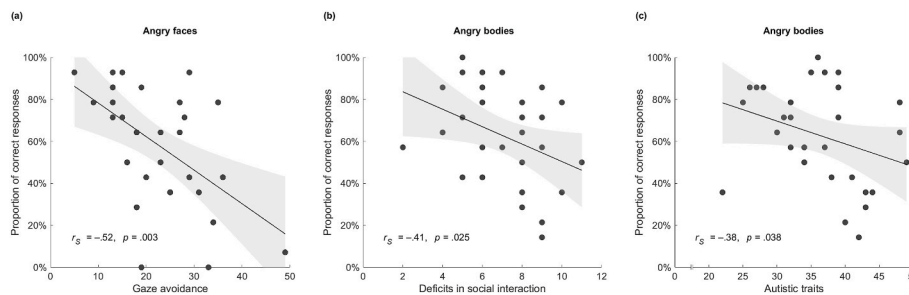 (a)
Angry faces
Proportion of correct responses
100%
80%
60%
40%
20%
0%
r_S = –.52, p = .003
0 10 20 30 40 50
Gaze avoidance
(b)
Angry bodies
Proportion of correct responses
100%
80%
60%
40%
20%
0%
r_S = –.41, p = .025
0 2 4 6 8 10 12
Deficits in social interaction
(c)
Angry bodies
Proportion of correct responses
100%
80%
60%
40%
20%
0%
r_S = –.38, p = .038
20 30 40
Autistic traits